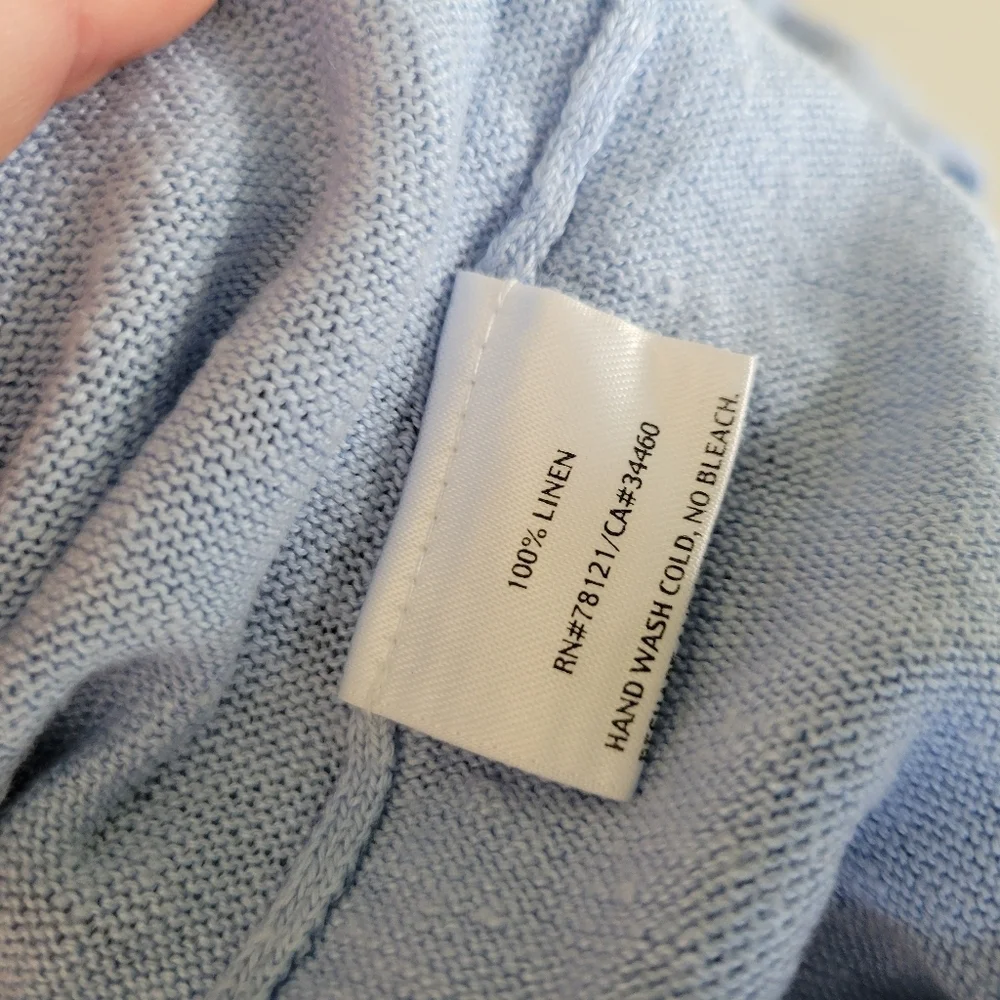 100% LINEN
RN#78121/CA#34460
HAND WASH COLD, NO BLEACH.